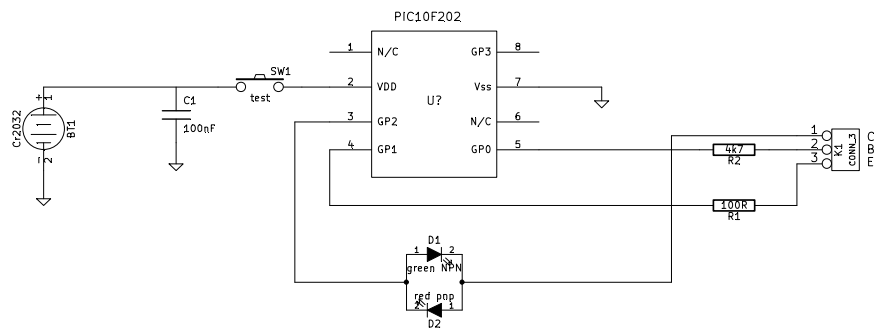 PIC10F202
1 N/C GP3 8
SW1
+ 1 2 VDD Vss 7
test
C1
U?
100nF
Cr2032 BT1
3 GP2 N/C 6
- 2
4 GP1 GP0 5
1 C
2 B
3 E
K1 CONN_3
4k7
R2
100R
R1
D1
1 2
green NPN
red pnp
2 1
D2